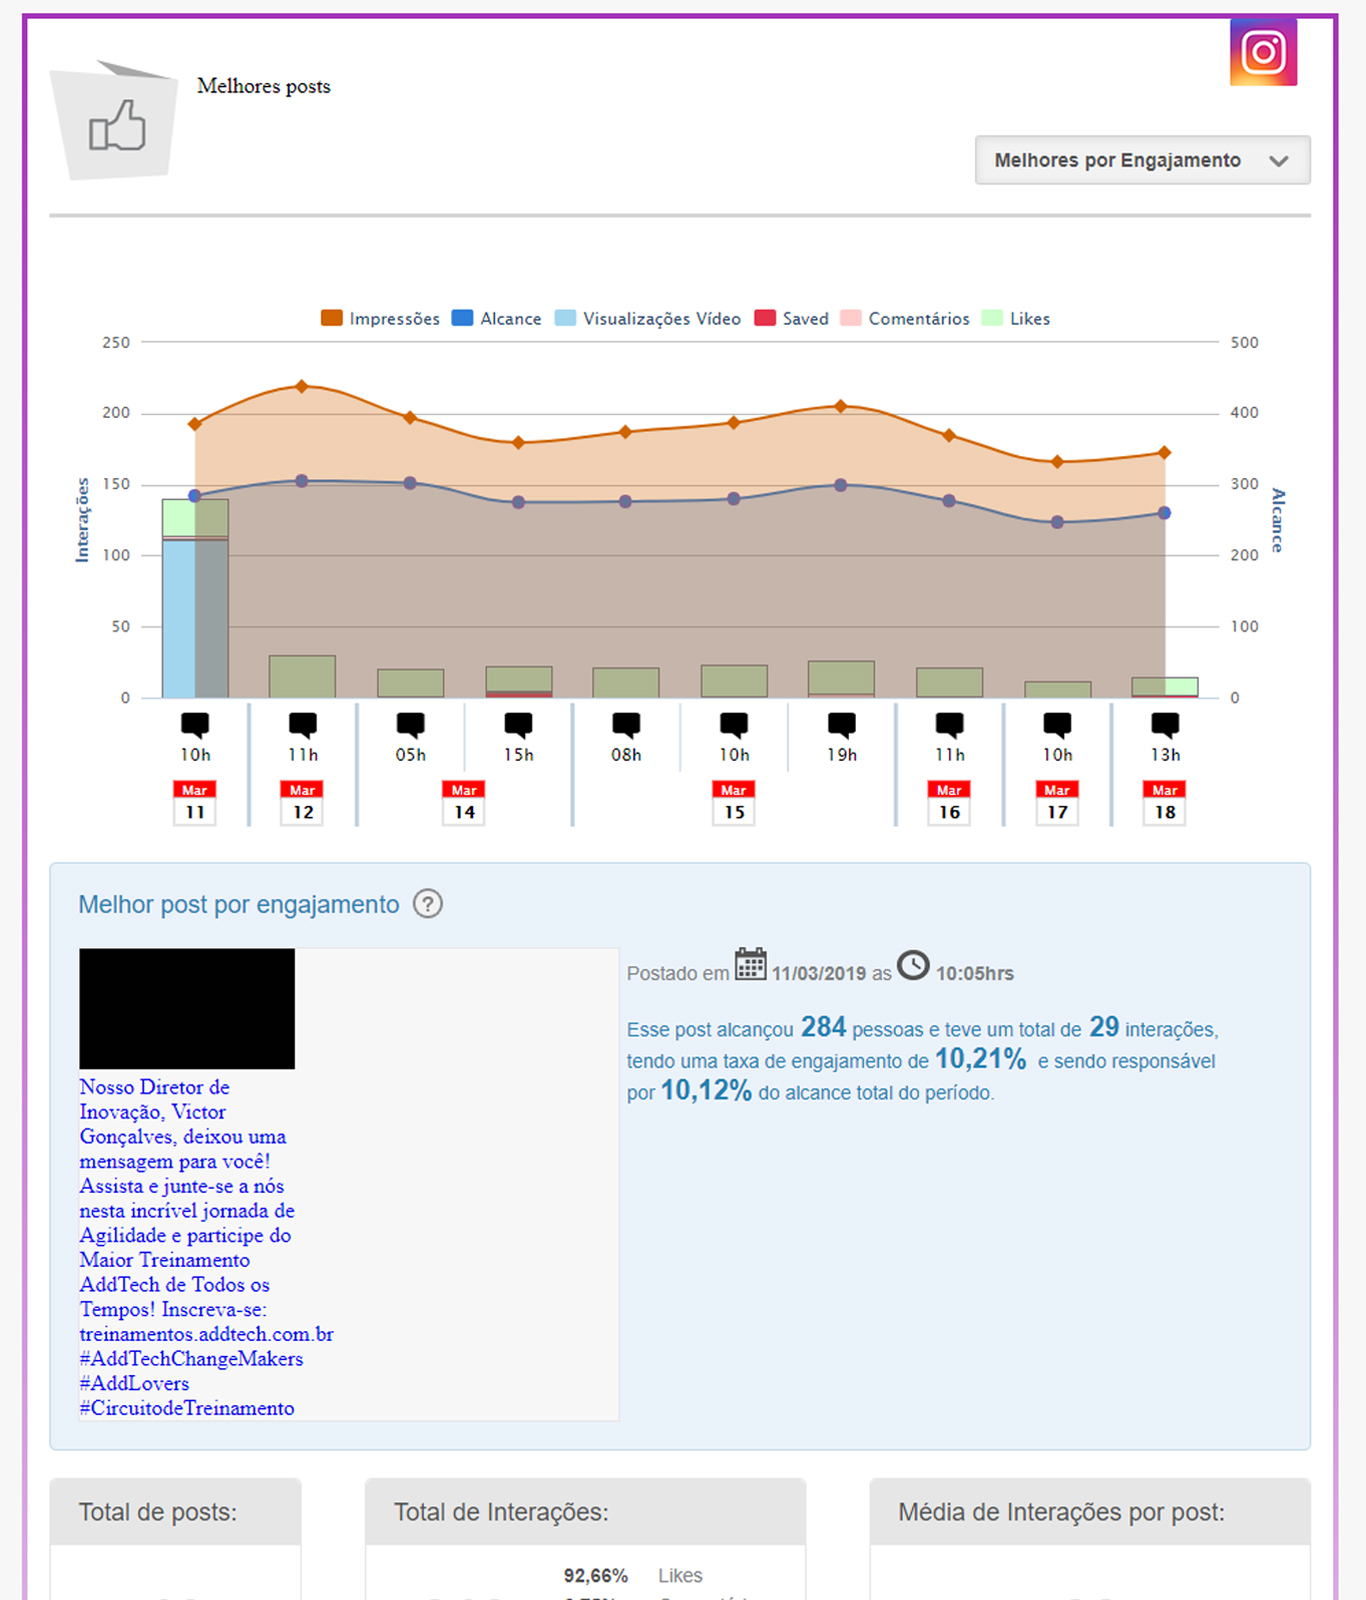 Melhores posts
Melhores por Engajamento
Impressões Alcance Visualizações Vídeo Saved Comentários Likes
250 500
200 400
150 300
Interações Alcance
100 200
50 100
0 0
10h 11h 05h 15h 08h 10h 19h 11h 10h 13h
Mar Mar Mar Mar Mar Mar Mar
11 12 14 15 16 17 18
Melhor post por engajamento ?
Postado em 11/03/2019 as 10:05hrs
Esse post alcançou 284 pessoas e teve um total de 29 interações,
tendo uma taxa de engajamento de 10,21% e sendo responsável
por 10,12% do alcance total do período.
Nosso Diretor de
Inovação, Victor
Gonçalves, deixou uma
mensagem para você!
Assista e junte-se a nós
nesta incrível jornada de
Agilidade e participe do
Maior Treinamento
AddTech de Todos os
Tempos! Inscreva-se:
treinamentos.addtech.com.br
#AddTechChangeMakers
#AddLovers
#CircuitodeTreinamento
Total de posts:
Total de Interações:
Média de Interações por post:
92,66% Likes